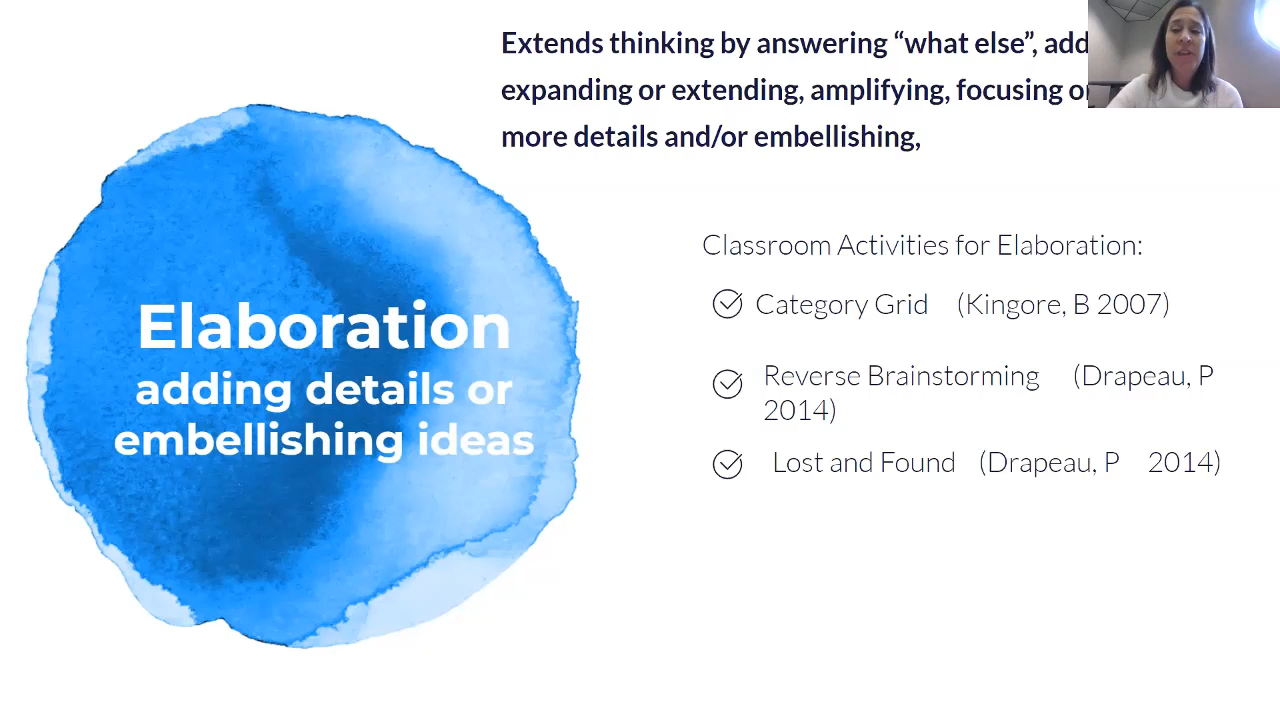 Extends thinking by answering “what else”, add
expanding or extending, amplifying, focusing
more details and/or embellishing,
Elaboration
adding details or
embellishing ideas
Classroom Activities for Elaboration:
Category Grid (Kingore, B 2007)
Reverse Brainstorming (Drapeau, P
2014)
Lost and Found (Drapeau, P 2014)